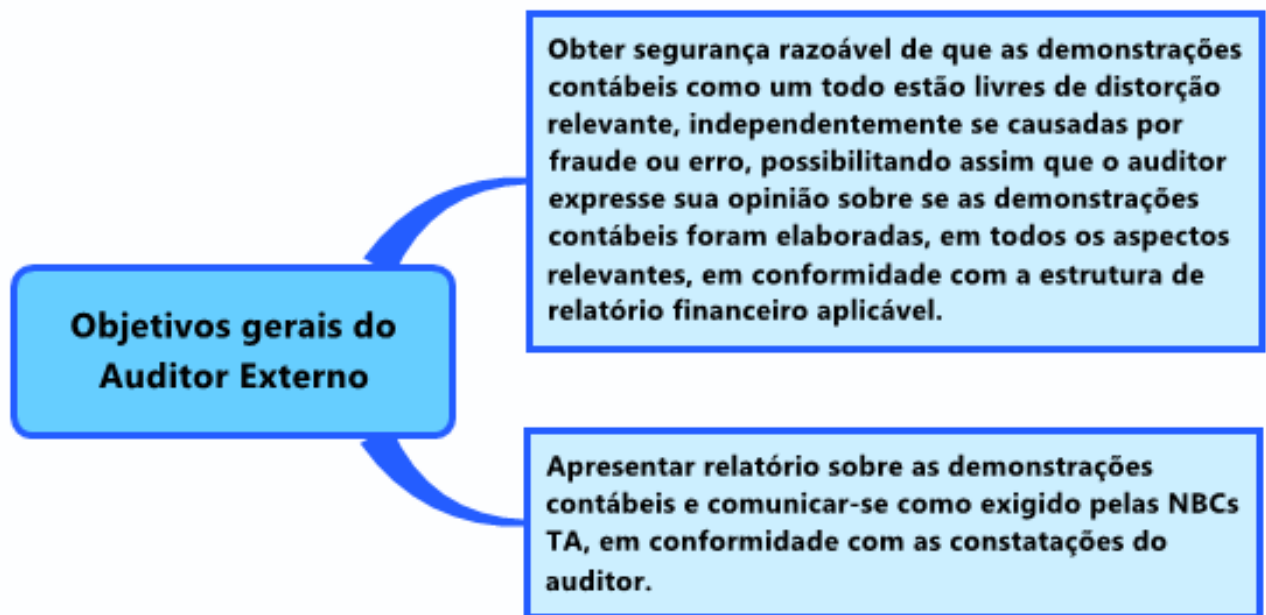 Obter segurança razoável de que as demonstrações
contábeis como um todo estão livres de distorção
relevante, independentemente se causadas por
fraude ou erro, possibilitando assim que o auditor
expresse sua opinião sobre se as demonstrações
contábeis foram elaboradas, em todos os aspectos
relevantes, em conformidade com a estrutura de
relatório financeiro aplicável.
Objetivos gerais do
Auditor Externo
Apresentar relatório sobre as demonstrações
contábeis e comunicar-se como exigido pelas NBCs
TA, em conformidade com as constatações do
auditor.